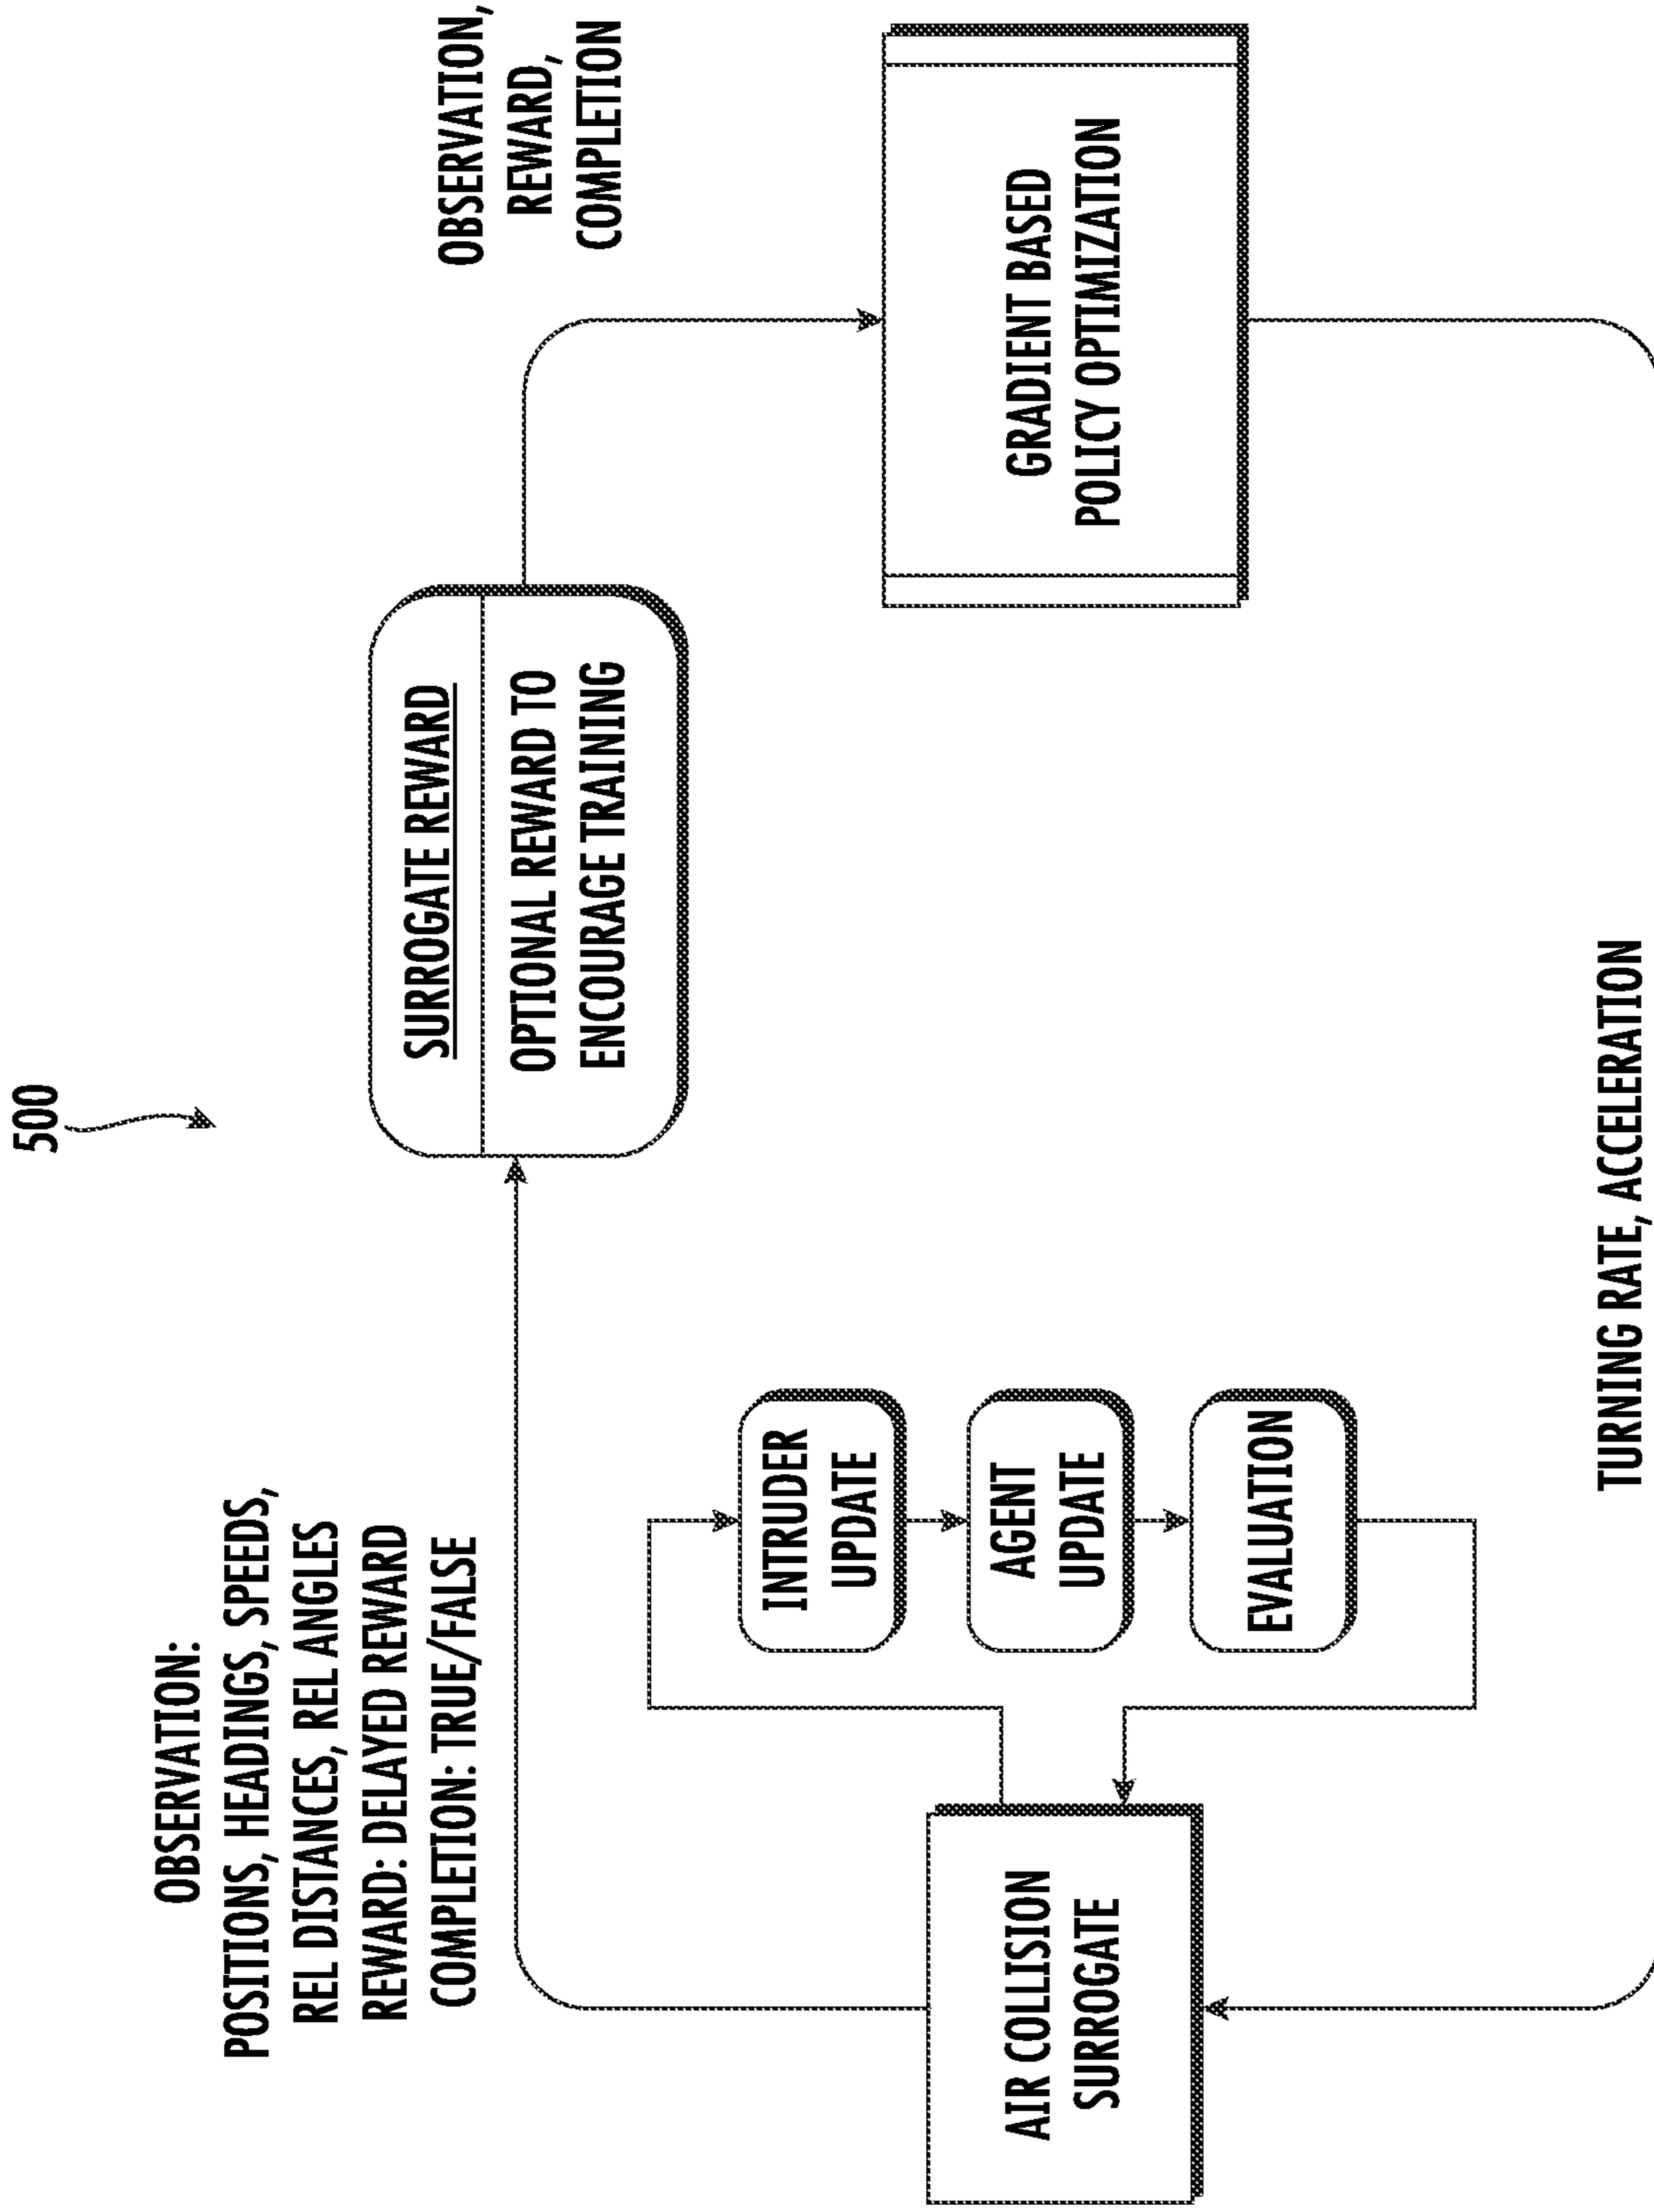 500
OBSERVATION:
POSITIONS, HEADINGS, SPEEDS,
REL DISTANCES, REL ANGLES
REWARD: DELAYED REWARD
COMPLETION: TRUE/FALSE
SURROGATE REWARD
OPTIONAL REWARD TO
ENCOURAGE TRAINING
OBSERVATION,
REWARD,
COMPLETION
AIR COLLISION
SURROGATE
INTRUDER
UPDATE
AGENT
UPDATE
EVALUATION
GRADIENT BASED
POLICY OPTIMIZATION
TURNING RATE, ACCELERATION